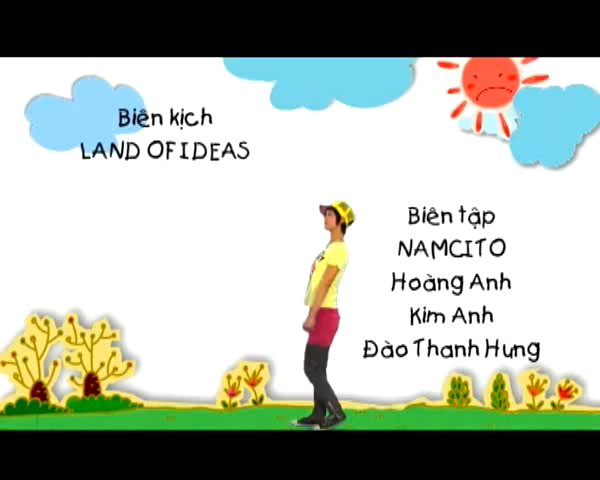 Biên kịch
LAND OF IDEAS
Biên tập
NAMCITO
Hoàng Anh
Kim Anh
Đào Thanh Hưng